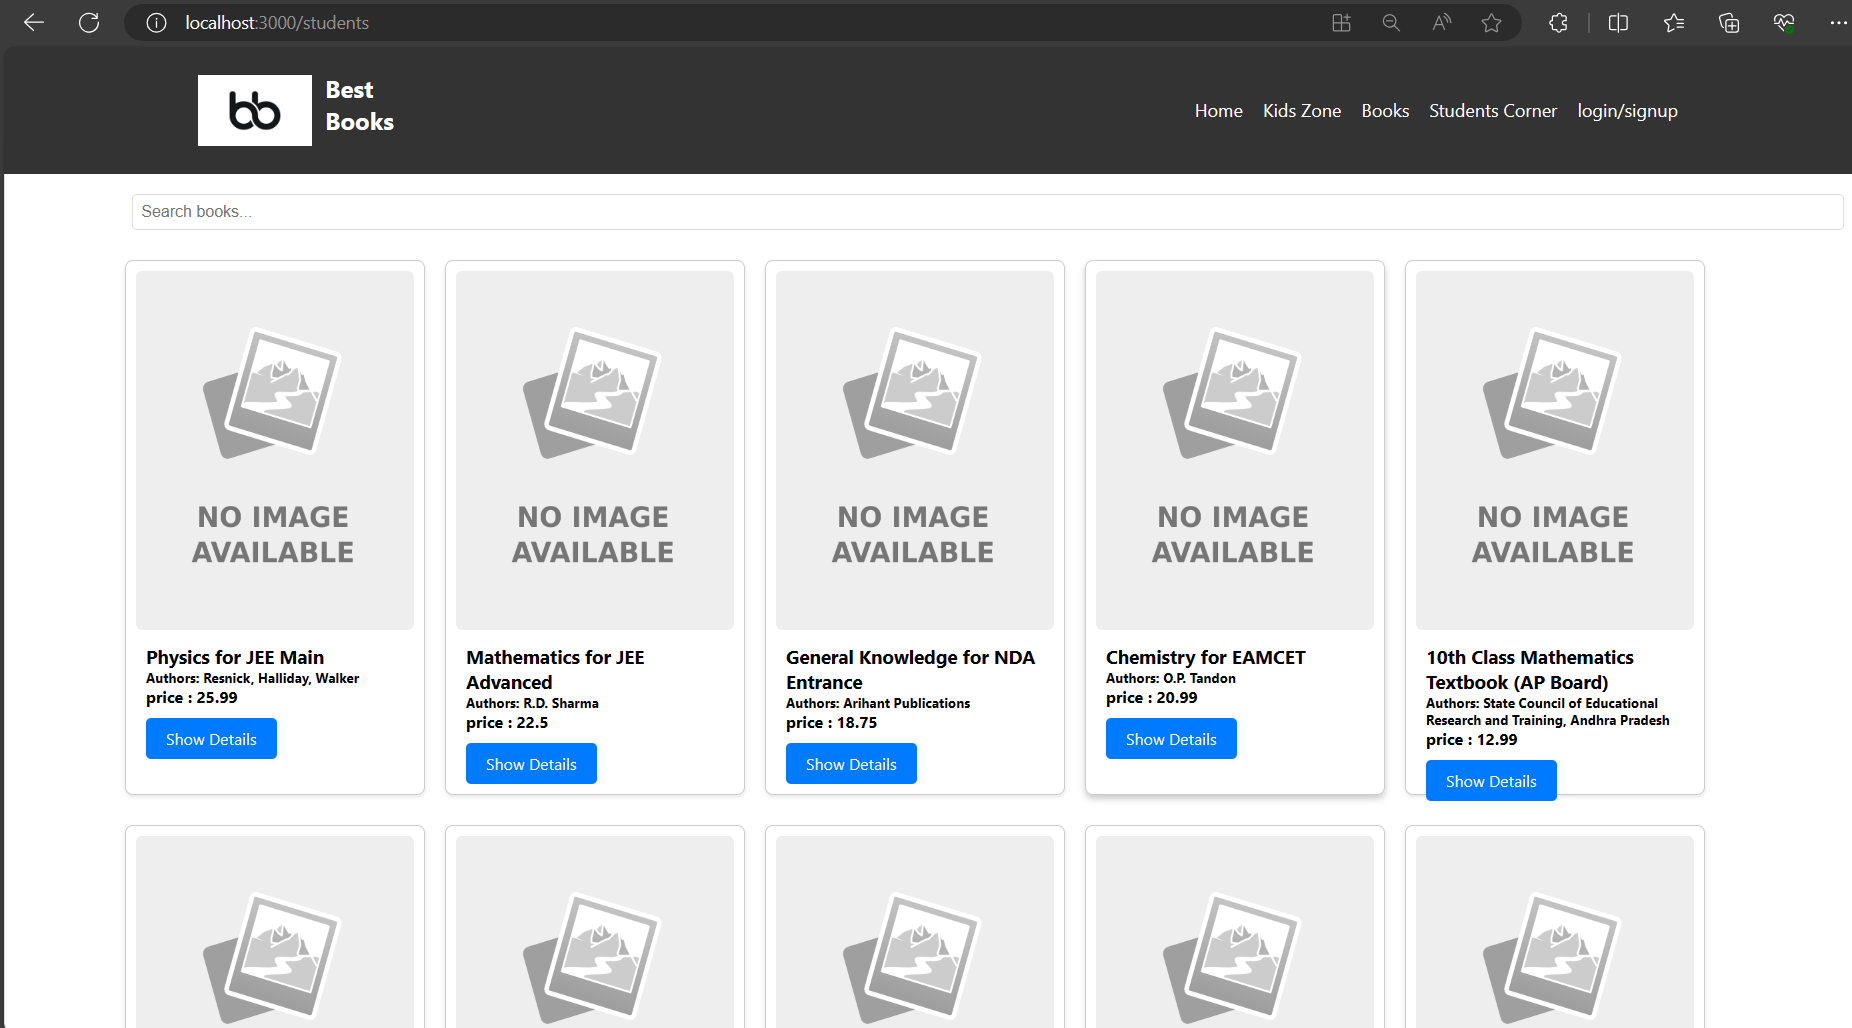 localhost:3000/students
bb
Best
Books
Home Kids Zone Books Students Corner login/signup
Search books...
NO IMAGE
AVAILABLE
Physics for JEE Main
Authors: Resnick, Halliday, Walker
price : 25.99
Show Details
NO IMAGE
AVAILABLE
Mathematics for JEE
Advanced
Authors: R.D. Sharma
price : 22.5
Show Details
NO IMAGE
AVAILABLE
General Knowledge for NDA
Entrance
Authors: Arihant Publications
price : 18.75
Show Details
NO IMAGE
AVAILABLE
Chemistry for EAMCET
Authors: O.P. Tandon
price : 20.99
Show Details
NO IMAGE
AVAILABLE
10th Class Mathematics
Textbook (AP Board)
Authors: State Council of Educational
Research and Training, Andhra Pradesh
price : 12.99
Show Details